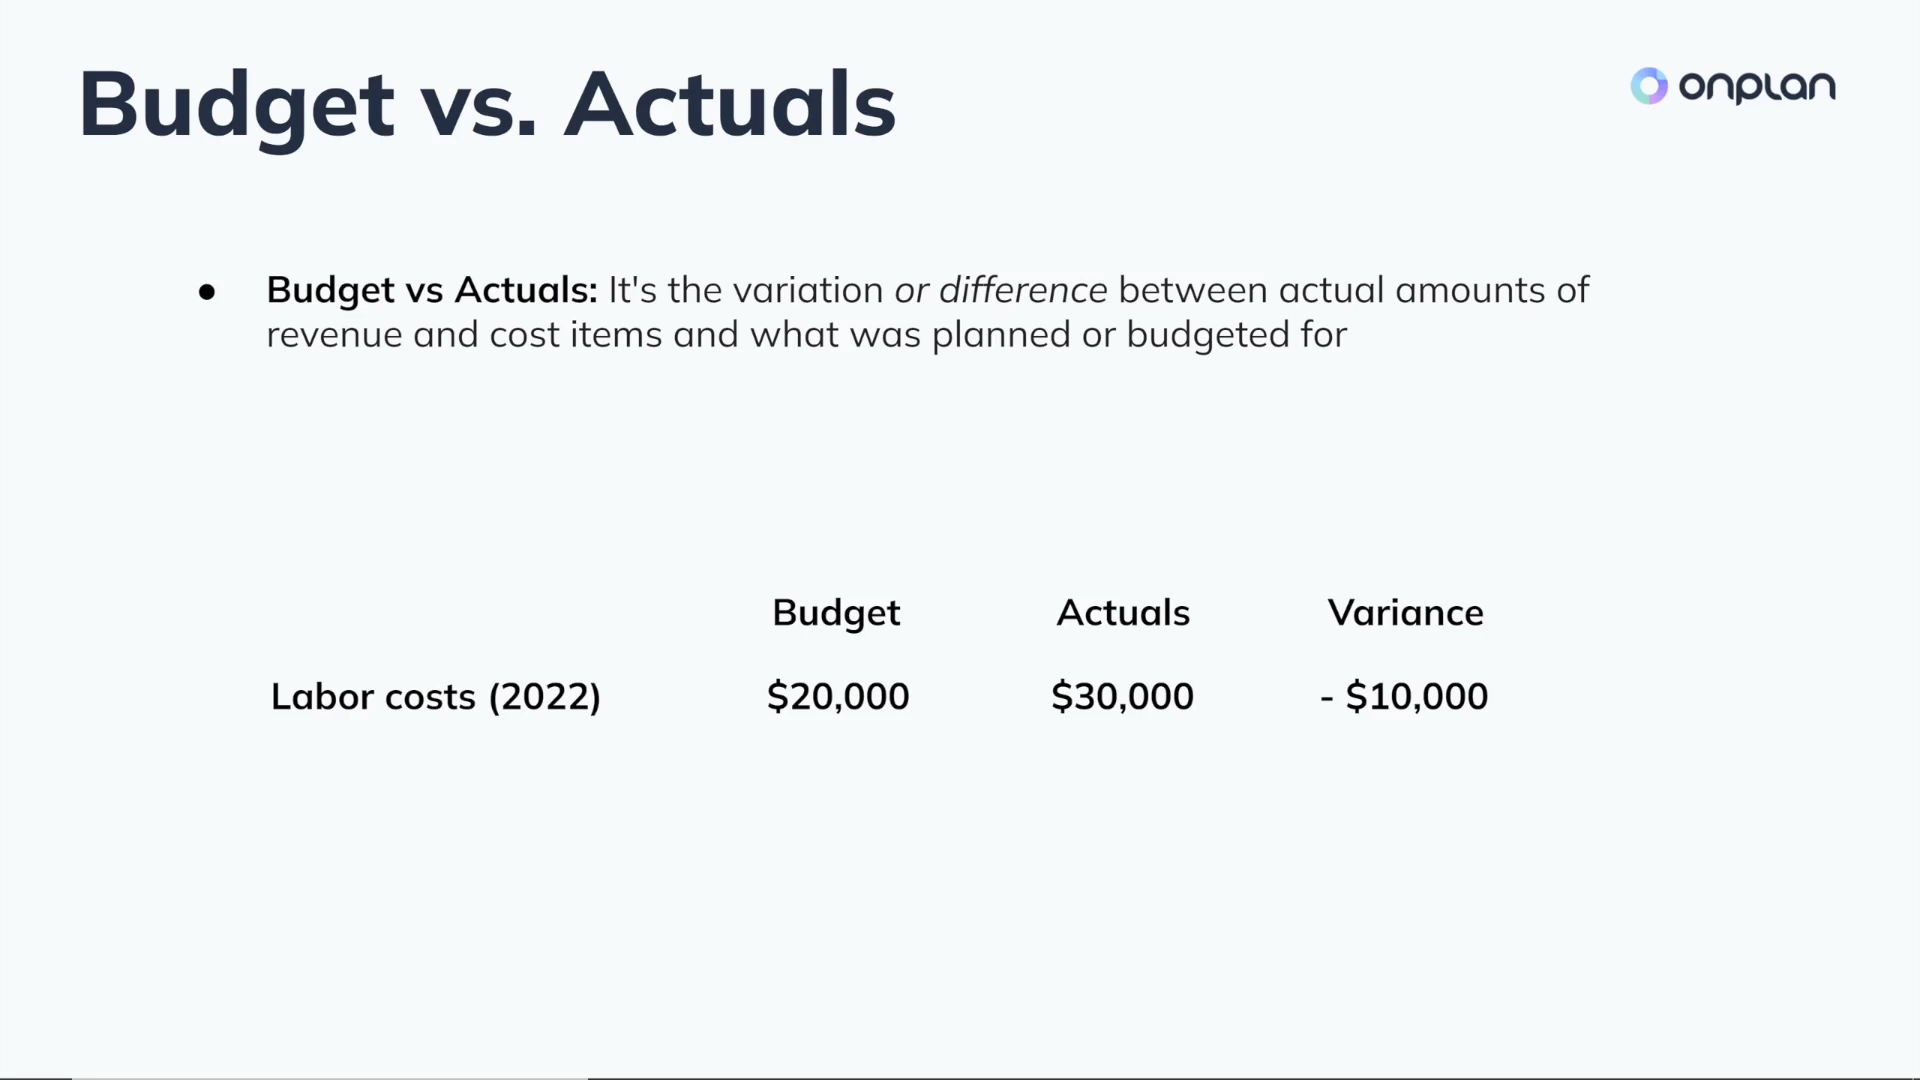 Budget vs. Actuals
onplan
● Budget vs Actuals: It's the variation or difference between actual amounts of
revenue and cost items and what was planned or budgeted for
Budget Actuals Variance
Labor costs (2022) $20,000 $30,000 - $10,000